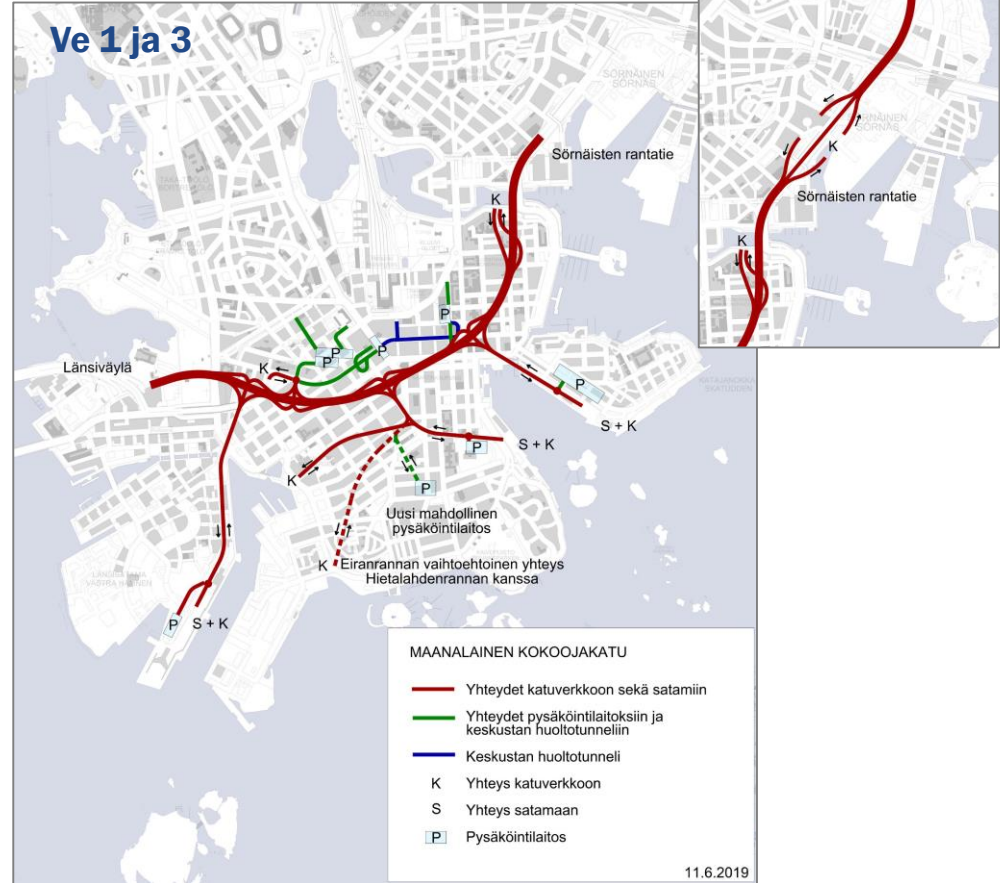 Ve 1 ja 3
SÖRNÄINEN
SÖRNÄS
Sörnäisten rantatie
K
K
Sörnäisten rantatie
K
P
Länsiväylä
K
P
P
P
P
S + K
S + K
P
K
P
Uusi mahdollinen
pysäköintilaitos
K
Eiranrannan vaihtoehtoinen yhteys
Hietalahdenrannan kanssa
P
S + K
MAANALAINEN KOKOOJAKATU
Yhteydet katuverkkoon sekä satamiin
Yhteydet pysäköintilaitoksiin ja
keskustan huoltotunneliin
Keskustan huoltotunneli
K Yhteys katuverkkoon
S Yhteys satamaan
P Pysäköintilaitos
11.6.2019